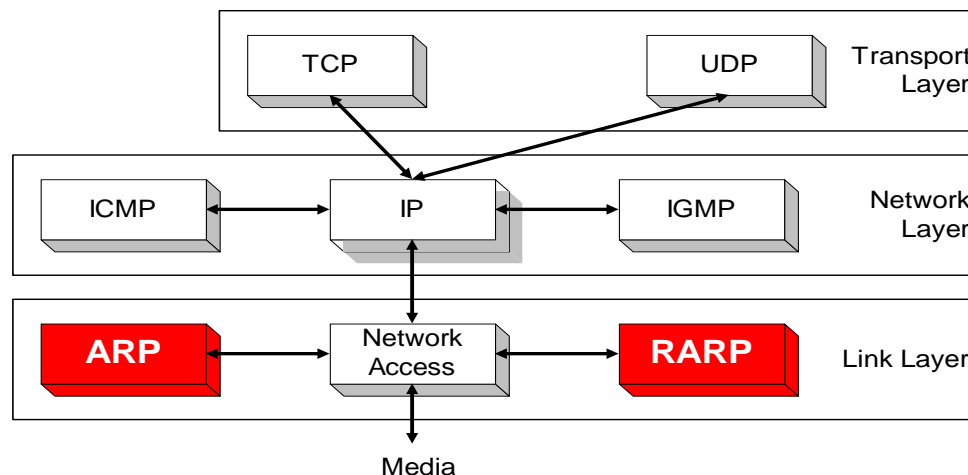 TCP
UDP
Transport
Layer
ICMP
IP
IGMP
Network
Layer
ARP
Network
Access
RARP
Link Layer
Media